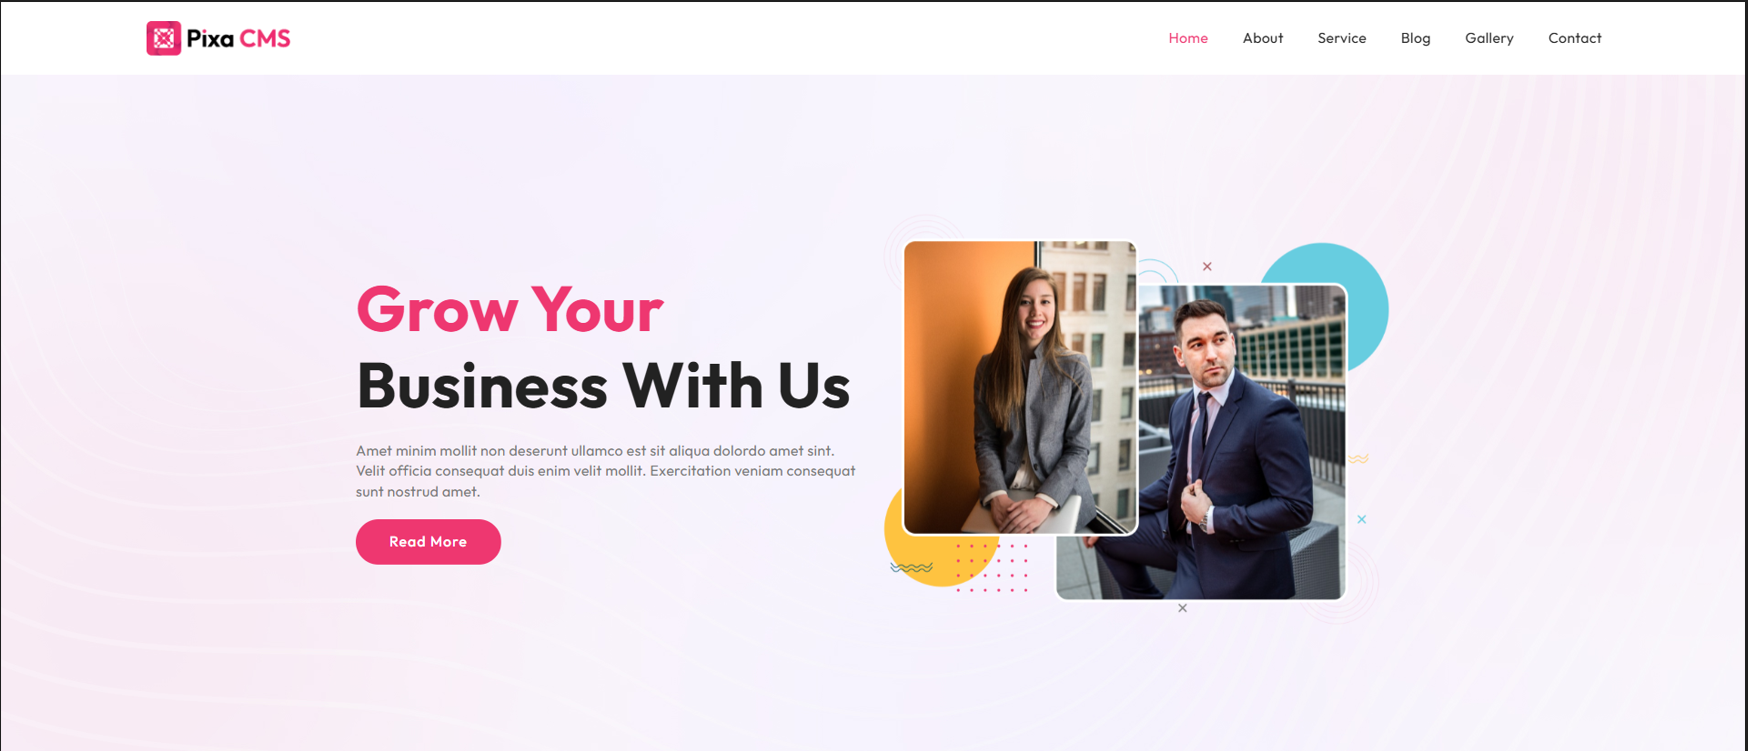 Pixa CMS
Home About Service Blog Gallery Contact
Grow Your
Business With Us
Amet minim mollit non deserunt ullamco est sit aliqua dolordo amet sint.
Velit officia consequat duis enim velit mollit. Exercitation veniam consequat
sunt nostrud amet.
Read More